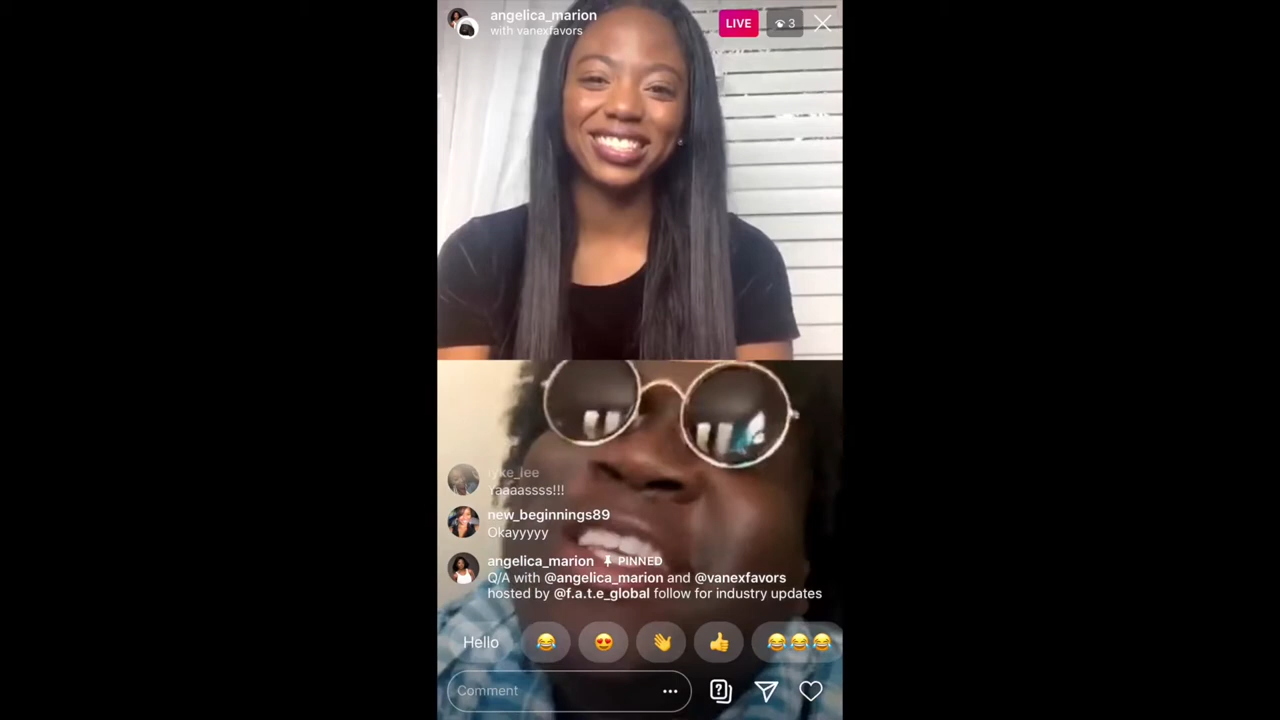 angelica_marion
with vanexfavors
LIVE
3
lyke_lee
Yaaaassss!!!
new_beginnings89
Okayyyyy
angelica_marion PINNED
Q/A with @angelica_marion and @vanexfavors
hosted by @f.a.t.e_global follow for industry updates
Hello
Comment